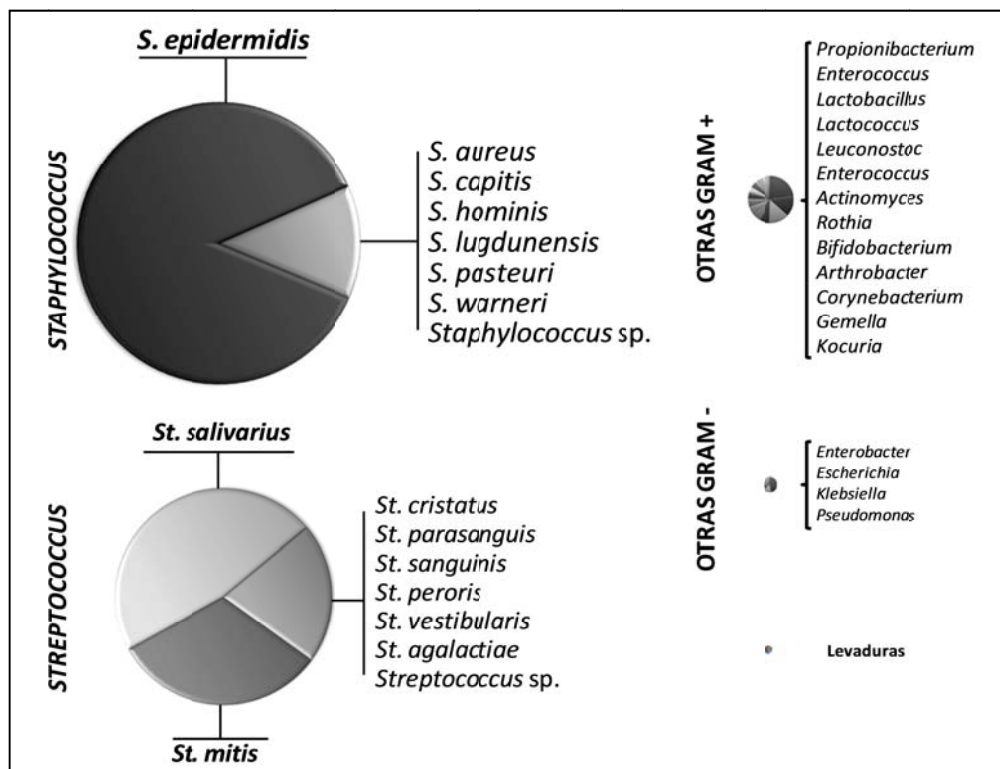 S. epidermidis
STAPHYLOCOCCUS
S. aureus
S. capitis
S. hominis
S. lugdunensis
S. pasteuri
S. warneri
Staphylococcus sp.
St. salivarius
STREPTOCOCCUS
St. cristatus
St. parasanguis
St. sanguinis
St. peroris
St. vestibularis
St. agalactiae
Streptococcus sp.
St. mitis
OTRAS GRAM +
Propionibacterium
Enterococcus
Lactobacillus
Lactococcus
Leuconostoc
Enterococcus
Actinomyces
Rothia
Bifidobacterium
Arthrobacter
Corynebacterium
Gemella
Kocuria
OTRAS GRAM -
Enterobacter
Escherichia
Klebsiella
Pseudomonas
Levaduras